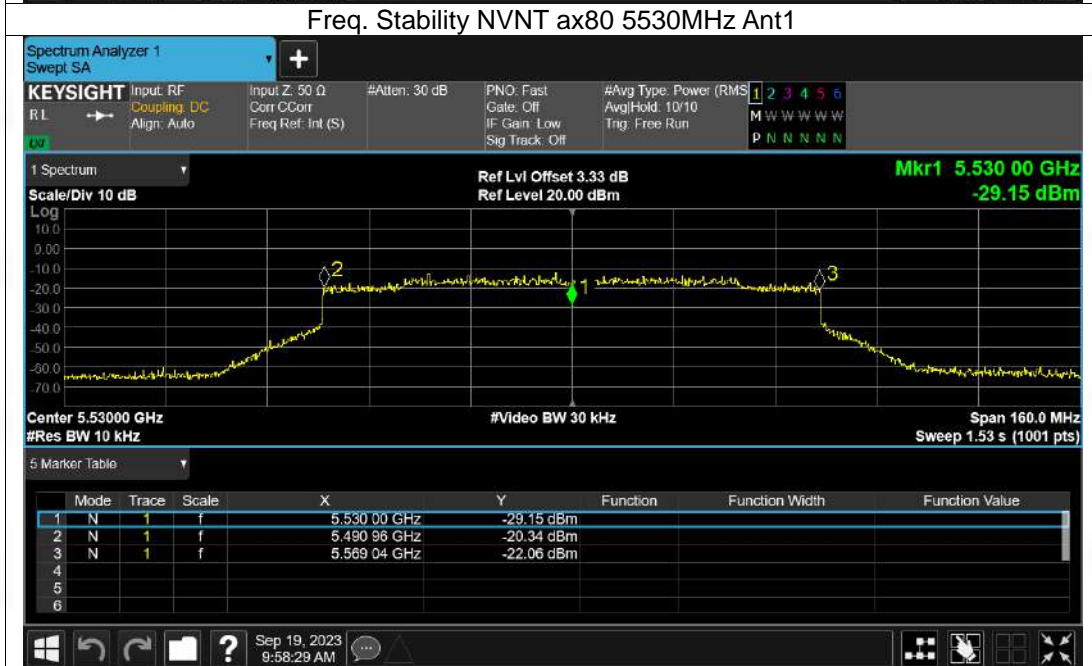 Freq. Stability NVNT ax80 5530MHz Ant1
Spectrum Analyzer 1
Swept SA
+
KEYSIGHT Input: RF Input Z: 50 Ω #Atten: 30 dB PNO: Fast #Avg Type: Power (RMS 1 2 3 4 5 6
RL Coupling: DC Corr CCorr Gate: Off Avg|Hold: 10/10 M W W W W W
Align: Auto Freq Ref: Int (S) IF Gain: Low Trig: Free Run
LXI Sig Track: Off P N N N N N
1 Spectrum Ref Lvl Offset 3.33 dB Mkr1 5.530 00 GHz
Scale/Div 10 dB Ref Level 20.00 dBm -29.15 dBm
Log
10.0
0.00
-10.0 2 3
-20.0 1
-30.0
-40.0
-50.0
-60.0
-70.0
Center 5.53000 GHz #Video BW 30 kHz Span 160.0 MHz
#Res BW 10 kHz Sweep 1.53 s (1001 pts)
5 Marker Table
Mode Trace Scale X Y Function Function Width Function Value
1 N 1 f 5.530 00 GHz -29.15 dBm
2 N 1 f 5.490 96 GHz -20.34 dBm
3 N 1 f 5.569 04 GHz -22.06 dBm
4
5
6
? Sep 19, 2023
9:58:29 AM